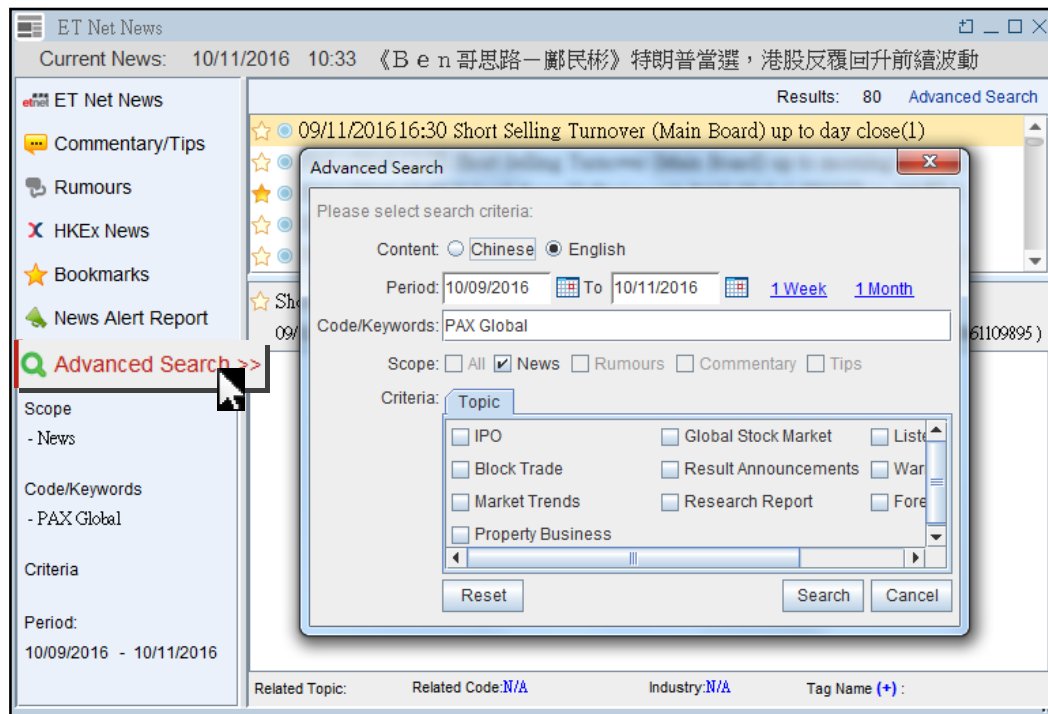 ET Net News
Current News: 10/11/2016 10:33 《Ｂｅｎ哥思路－鄺民彬》特朗普當選，港股反覆回升前續波動
etnet ET Net News
Commentary/Tips
Rumours
HKEx News
Bookmarks
News Alert Report
Advanced Search >>
Scope
- News
Code/Keywords
- PAX Global
Criteria
Period:
10/09/2016 - 10/11/2016
Results: 80 Advanced Search
09/11/2016 16:30 Short Selling Turnover (Main Board) up to day close(1)
Sho
09/
61109895 )
Advanced Search
Please select search criteria:
Content: Chinese English
Period: 10/09/2016 To 10/11/2016 1 Week 1 Month
Code/Keywords: PAX Global
Scope: All News Rumours Commentary Tips
Criteria: Topic
IPO Global Stock Market Liste
Block Trade Result Announcements War
Market Trends Research Report Fore
Property Business
Reset Search Cancel
Related Topic: Related Code:N/A Industry:N/A Tag Name (+) :